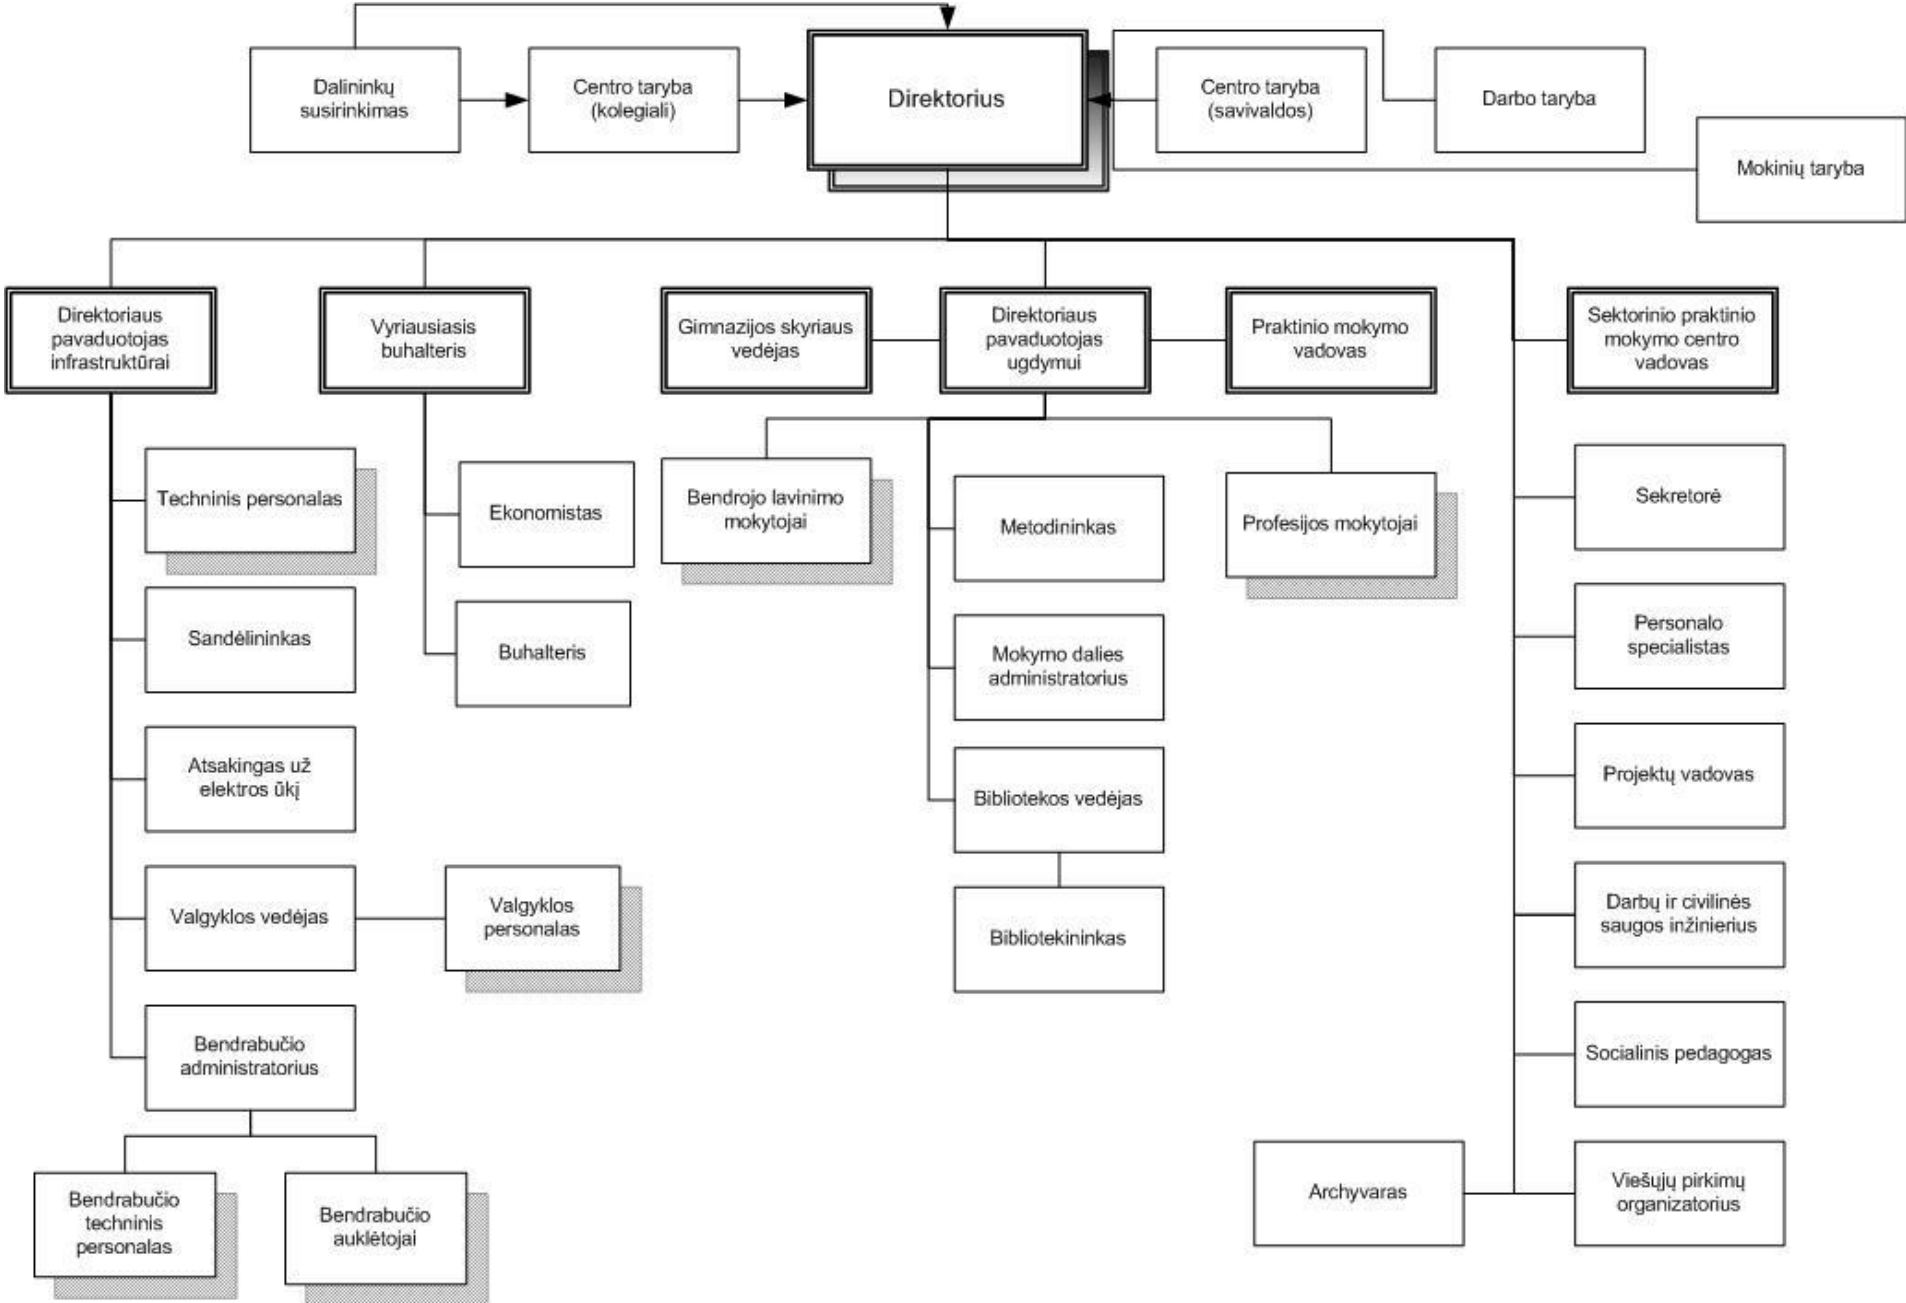 Dalininkų
susirinkimas
Centro taryba
(kolegiali)
Direktorius
Centro taryba
(savivaldos)
Darbo taryba
Mokinių taryba
Direktoriaus
pavaduotojas
infrastruktūrai
Vyriausiasis
buhalteris
Gimnazijos skyriaus
vedėjas
Direktoriaus
pavaduotojas
ugdymui
Praktinio mokymo
vadovas
Sektorinio praktinio
mokymo centro
vadovas
Techninis personalas
Ekonomistas
Bendrojo lavinimo
mokytojai
Metodininkas
Profesijos mokytojai
Sekretorė
Sandėlininkas
Buhalteris
Mokymo dalies
administratorius
Personalo
specialistas
Atsakingas už
elektros ūkį
Bibliotekos vedėjas
Projektų vadovas
Valgyklos vedėjas
Valgyklos
personalas
Bibliotekininkas
Darbų ir civilinės
saugos inžinierius
Bendrabučio
administratorius
Socialinis pedagogas
Bendrabučio
techninis
personalas
Bendrabučio
auklėtojai
Archyvaras
Viešųjų pirkimų
organizatorius